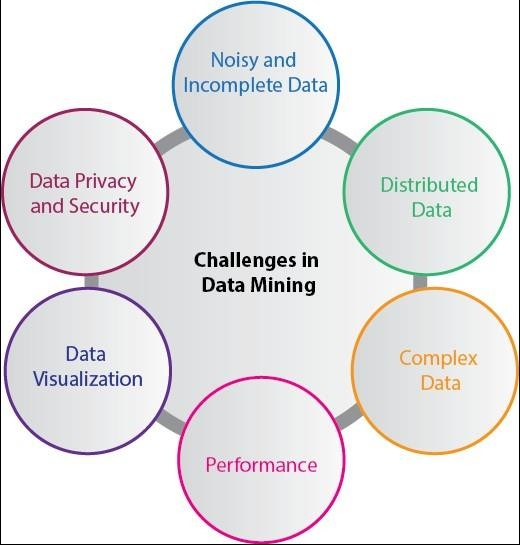 Noisy and
Incomplete Data
Distributed
Data
Complex
Data
Performance
Data
Visualization
Data Privacy
and Security
Challenges in
Data Mining